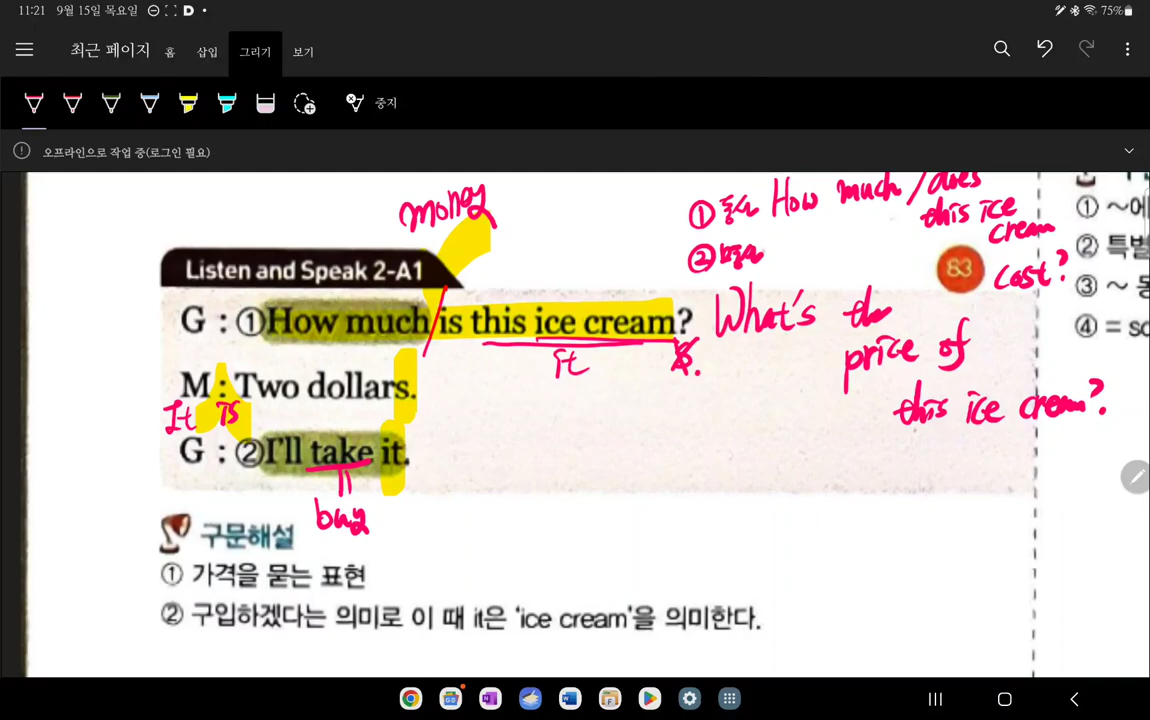 11:21 9월 15일 목요일 D
75%
최근 페이지 홈 삽입 그리기 보기
중지
오프라인으로 작업 중(로그인 필요)
money
① 동사 How much / does
this ice
cream
cost?
②
Listen and Speak 2-A1
83
G : ①How much / is this ice cream?
it
What's the
price of
this ice cream?
M : Two dollars.
It is
G : ②I'll take it.
buy
구문해설
① 가격을 묻는 표현
② 구입하겠다는 의미로 이 때 it은 'ice cream'을 의미한다.
① ~에
② 특별
③ ~ 동
④ = so